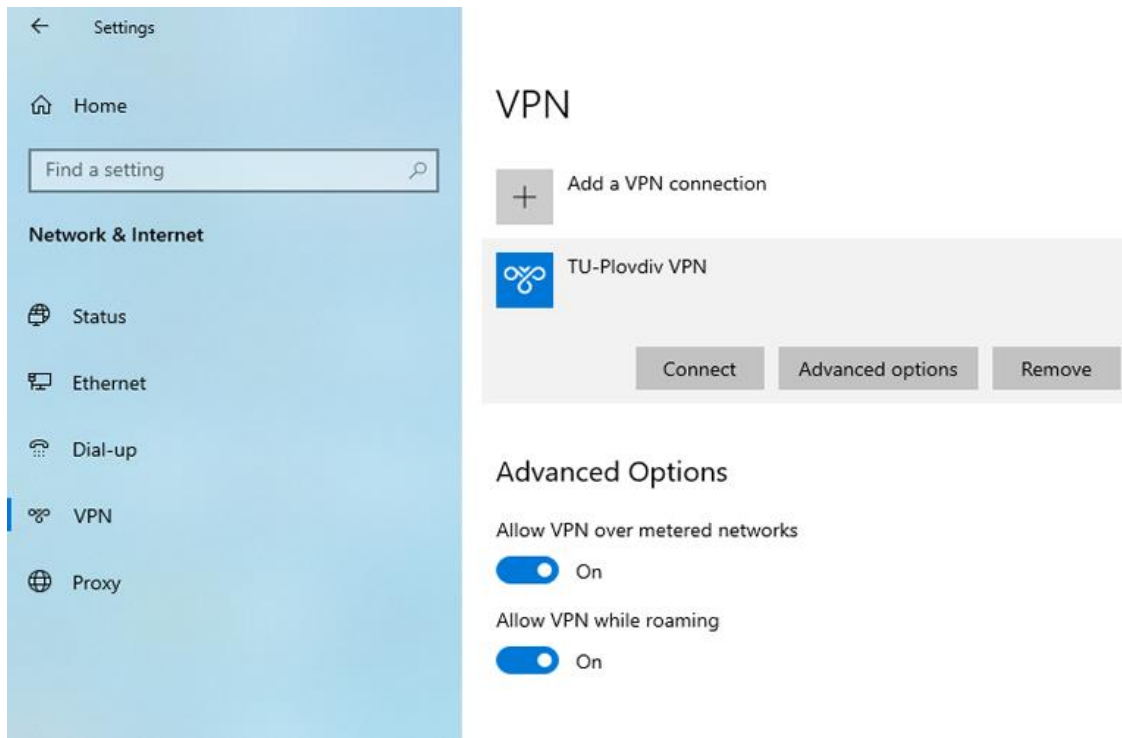 Settings
Home
Find a setting
Network & Internet
Status
Ethernet
Dial-up
VPN
Proxy
VPN
Add a VPN connection
TU-Plovdiv VPN
Connect Advanced options Remove
Advanced Options
Allow VPN over metered networks
On
Allow VPN while roaming
On